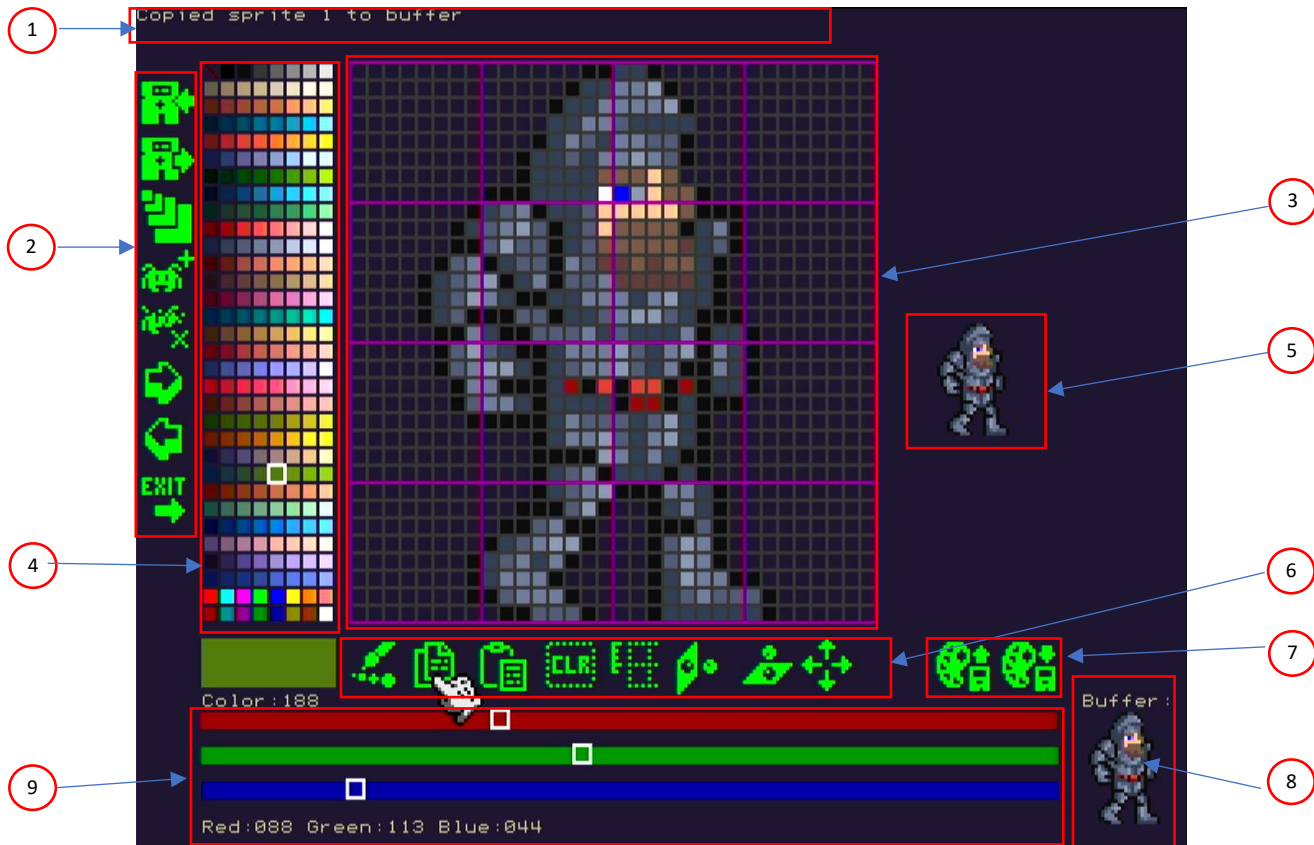 Copied sprite 1 to buffer
1
2
3
EXIT
5
4
6
CLR
7
Color:188
Buffer:
9
8
Red:088 Green:113 Blue:044